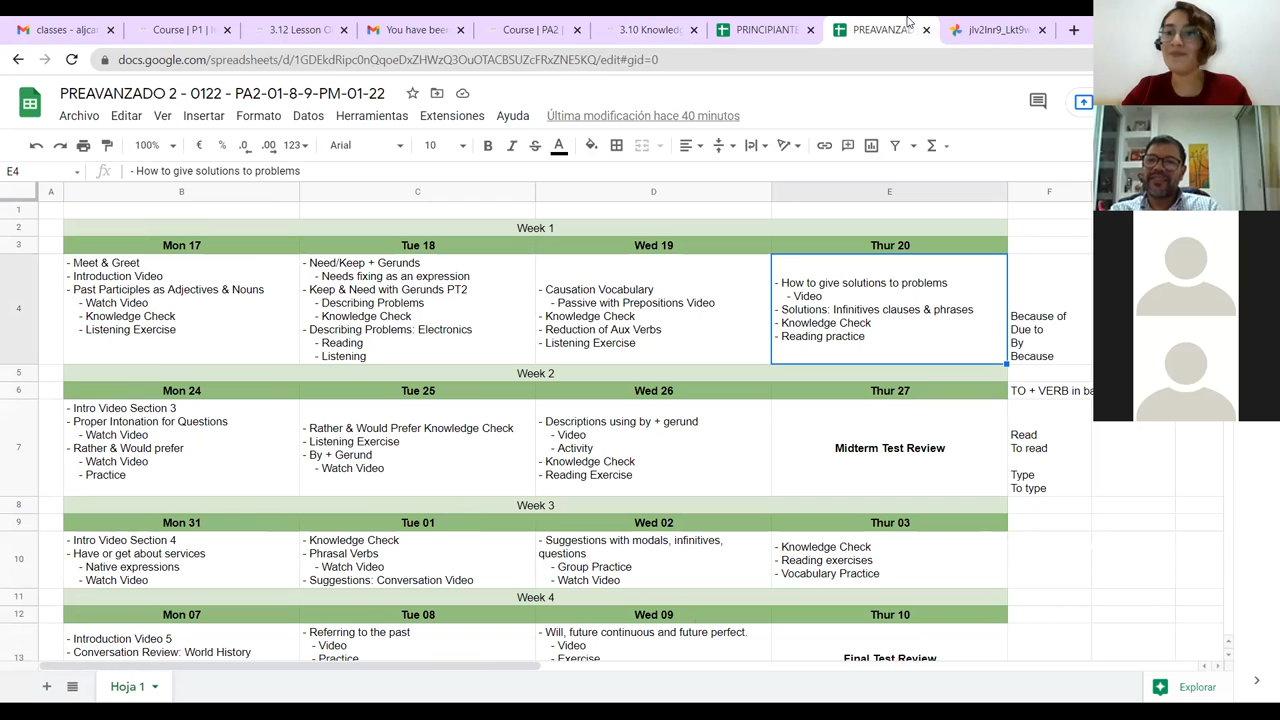 classes - aljcat
Course | P1 | H
3.12 Lesson O
You have been
Course | PA2 |
3.10 Knowledg
PRINCIPIANTE
PREAVANZAD
jIv2Inr9_Lkt9w
docs.google.com/spreadsheets/d/1GDEkdRipc0nQqoeDxZHWzQ3OTACBSUZcFRxZNE5KQ/edit#gid=0
PREAVANZADO 2 - 0122 - PA2-01-8-9-PM-01-22
Archivo Editar Ver Insertar Formato Datos Herramientas Extensiones Ayuda Última modificación hace 40 minutos
100% € % .0 .00 123 Arial 10 B I S A
E4 fx - How to give solutions to problems
A B C D E F
1
2 Week 1
3 Mon 17 Tue 18 Wed 19 Thur 20
4
- Meet & Greet
- Introduction Video
- Past Participles as Adjectives & Nouns
- Watch Video
- Knowledge Check
- Listening Exercise
- Need/Keep + Gerunds
- Needs fixing as an expression
- Keep & Need with Gerunds PT2
- Describing Problems
- Knowledge Check
- Describing Problems: Electronics
- Reading
- Listening
- Causation Vocabulary
- Passive with Prepositions Video
- Knowledge Check
- Reduction of Aux Verbs
- Listening Exercise
- How to give solutions to problems
- Video
- Solutions: Infinitives clauses & phrases
- Knowledge Check
- Reading practice
Because of
Due to
By
Because
5 Week 2
6 Mon 24 Tue 25 Wed 26 Thur 27 TO + VERB in ba
7
- Intro Video Section 3
- Proper Intonation for Questions
- Watch Video
- Rather & Would prefer
- Watch Video
- Practice
- Rather & Would Prefer Knowledge Check
- Listening Exercise
- By + Gerund
- Watch Video
- Descriptions using by + gerund
- Video
- Activity
- Knowledge Check
- Reading Exercise
Midterm Test Review
Read
To read
Type
To type
8 Week 3
9 Mon 31 Tue 01 Wed 02 Thur 03
10
- Intro Video Section 4
- Have or get about services
- Native expressions
- Watch Video
- Knowledge Check
- Phrasal Verbs
- Watch Video
- Suggestions: Conversation Video
- Suggestions with modals, infinitives,
questions
- Group Practice
- Watch Video
- Knowledge Check
- Reading exercises
- Vocabulary Practice
11 Week 4
12 Mon 07 Tue 08 Wed 09 Thur 10
13
- Introduction Video 5
- Conversation Review: World History
- Referring to the past
- Video
- Practice
- Will, future continuous and future perfect.
- Video
- Exercise
Final Test Review
Hoja 1
Explorar